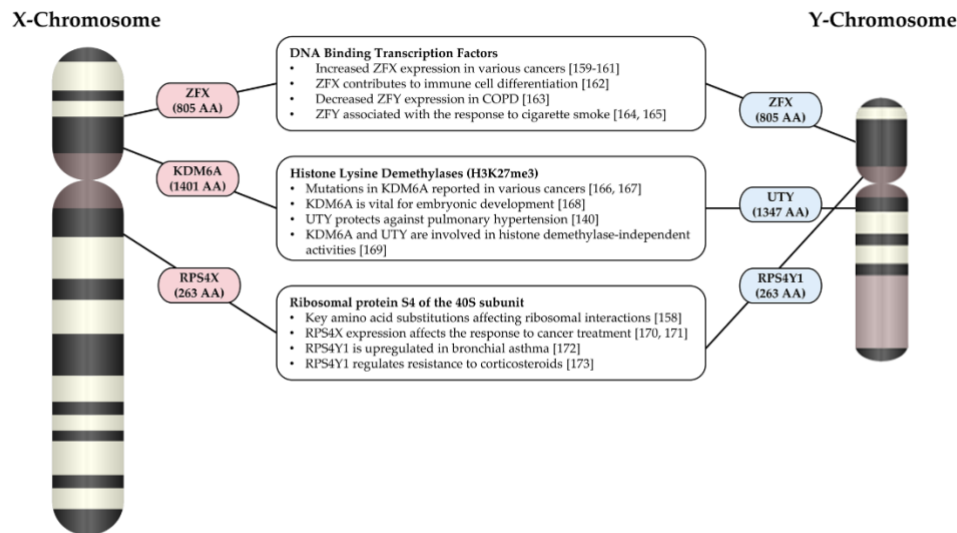 X-Chromosome
Y-Chromosome
DNA Binding Transcription Factors
• Increased ZFX expression in various cancers [159-161]
• ZFX contributes to immune cell differentiation [162]
• Decreased ZFY expression in COPD [163]
• ZFY associated with the response to cigarette smoke [164, 165]
ZFX
(805 AA)
ZFX
(805 AA)
Histone Lysine Demethylases (H3K27me3)
• Mutations in KDM6A reported in various cancers [166, 167]
• KDM6A is vital for embryonic development [168]
• UTY protects against pulmonary hypertension [140]
• KDM6A and UTY are involved in histone demethylase-independent
activities [169]
KDM6A
(1401 AA)
UTY
(1347 AA)
RPS4X
(263 AA)
RPS4Y1
(263 AA)
Ribosomal protein S4 of the 40S subunit
• Key amino acid substitutions affecting ribosomal interactions [158]
• RPS4X expression affects the response to cancer treatment [170, 171]
• RPS4Y1 is upregulated in bronchial asthma [172]
• RPS4Y1 regulates resistance to corticosteroids [173]